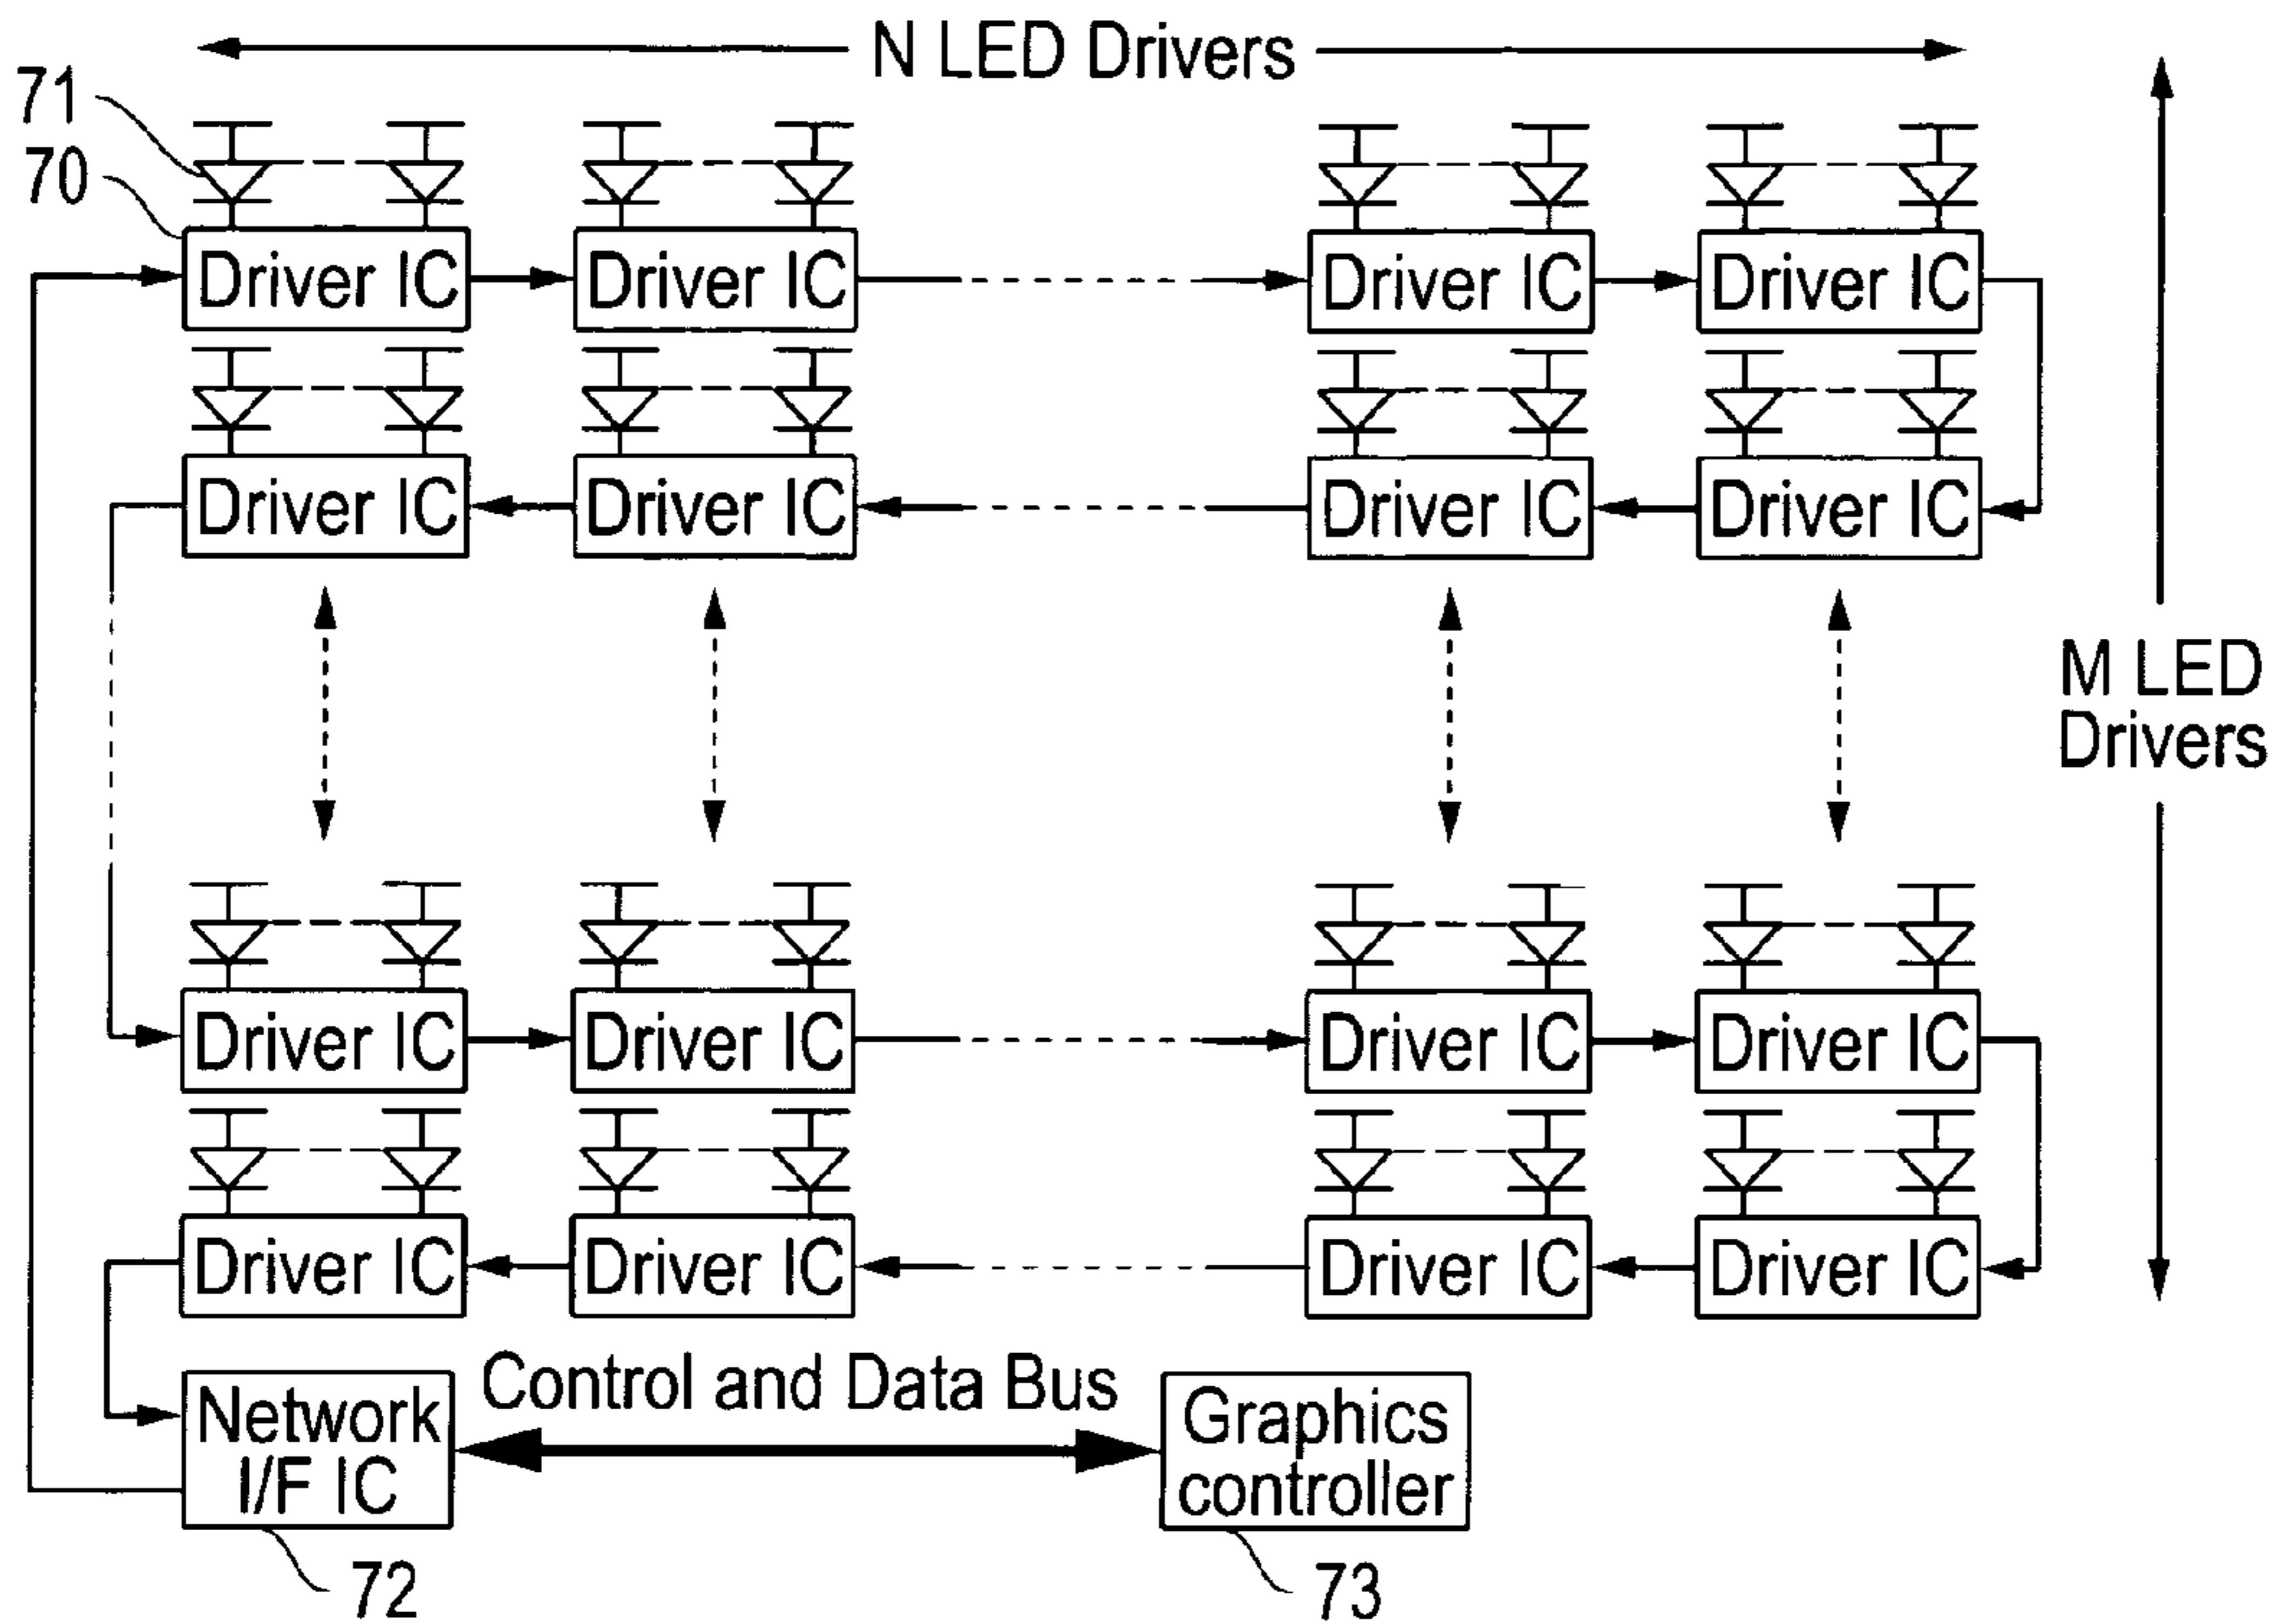 N LED Drivers
71
70
Driver IC Driver IC Driver IC Driver IC
Driver IC Driver IC Driver IC Driver IC
M LED
Drivers
Driver IC Driver IC Driver IC Driver IC
Driver IC Driver IC Driver IC Driver IC
Control and Data Bus
Network
I/F IC
Graphics
controller
72
73